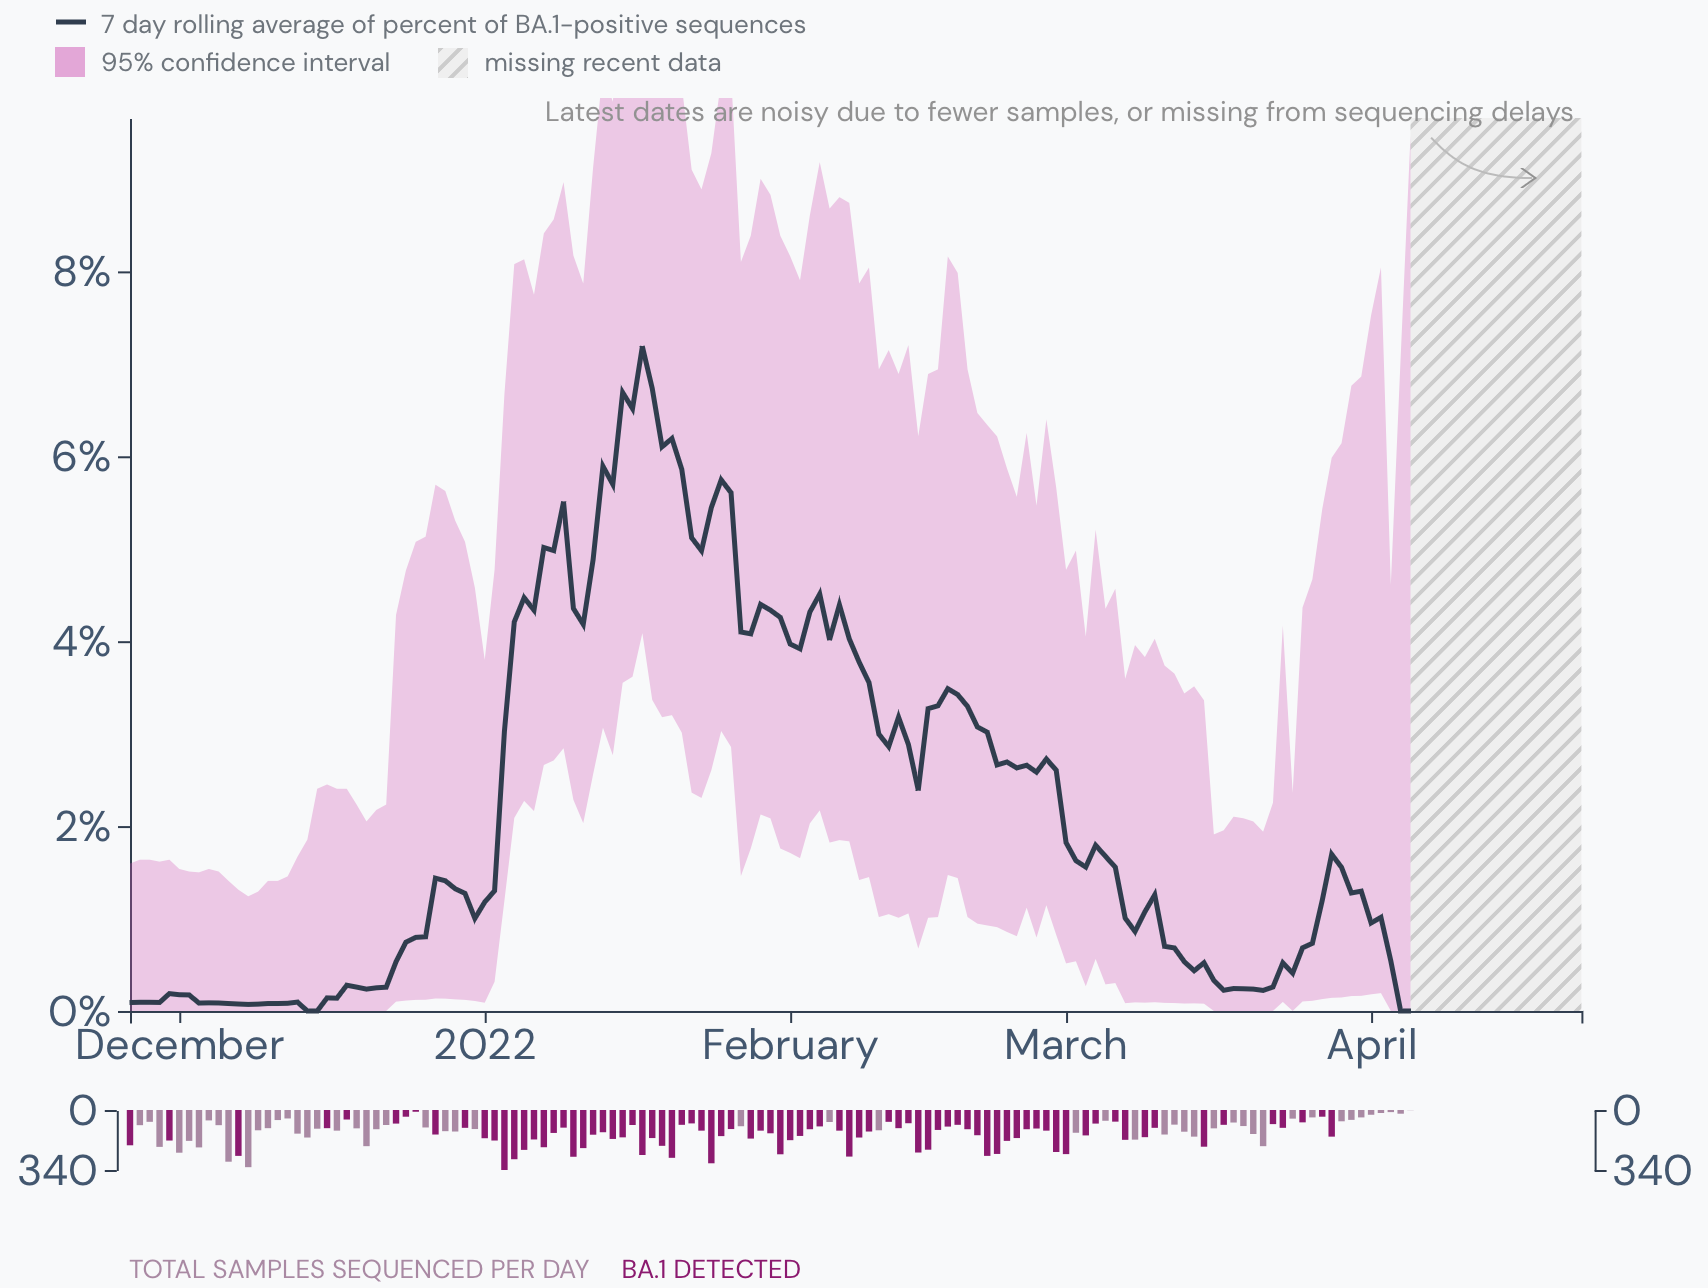 7 day rolling average of percent of BA.1-positive sequences
95% confidence interval missing recent data
Latest dates are noisy due to fewer samples, or missing from sequencing delays
8%
6%
4%
2%
0%
December 2022 February March April
0 0
340 340
TOTAL SAMPLES SEQUENCED PER DAY BA.1 DETECTED